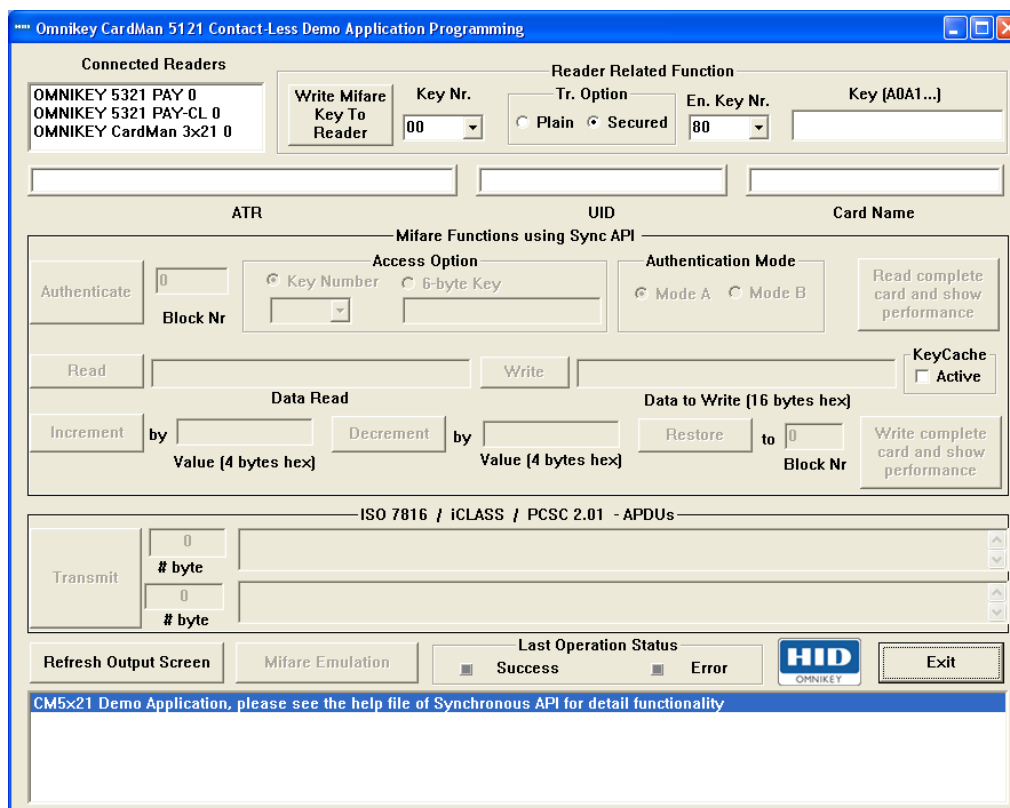 Omnikey CardMan 5121 Contact-Less Demo Application Programming
Connected Readers
OMNIKEY 5321 PAY 0
OMNIKEY 5321 PAY-CL 0
OMNIKEY CardMan 3x21 0
Reader Related Function
Write Mifare
Key To
Reader
Key Nr.
00
Tr. Option
Plain Secured
En. Key Nr.
80
Key (A0A1...)
ATR
UID
Card Name
Mifare Functions using Sync API
Authenticate
0
Block Nr
Access Option
Key Number 6-byte Key
Authentication Mode
Mode A Mode B
Read complete
card and show
performance
Read
Data Read
Write
Data to Write (16 bytes hex)
KeyCache
Active
Increment
by
Value (4 bytes hex)
Decrement
by
Value (4 bytes hex)
Restore
to 0
Block Nr
Write complete
card and show
performance
ISO 7816 / iCLASS / PCSC 2.01 - APDUs
Transmit
0
# byte
0
# byte
Refresh Output Screen
Mifare Emulation
Last Operation Status
Success Error
HID
OMNIKEY
Exit
CM5x21 Demo Application, please see the help file of Synchronous API for detail functionality